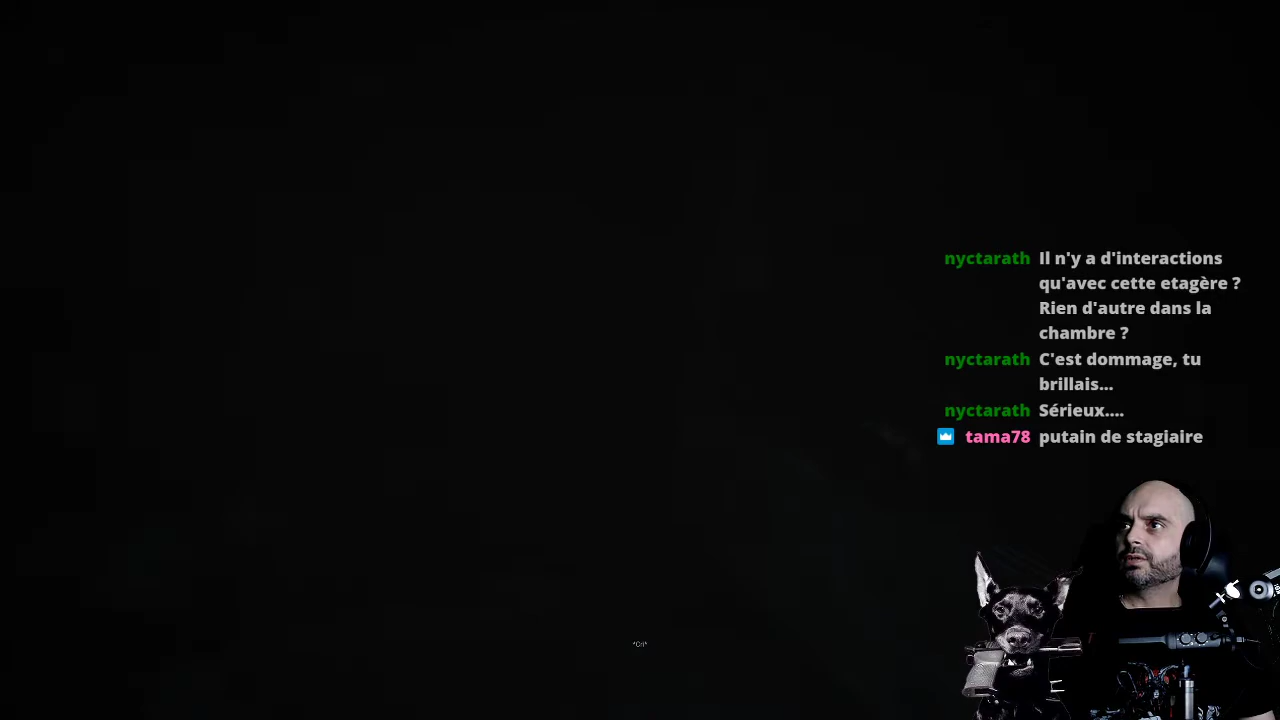 nyctarath Il n'y a d'interactions
qu'avec cette etagère ?
Rien d'autre dans la
chambre ?
nyctarath C'est dommage, tu
brillais...
nyctarath Sérieux....
tama78 putain de stagiaire
*Cri*